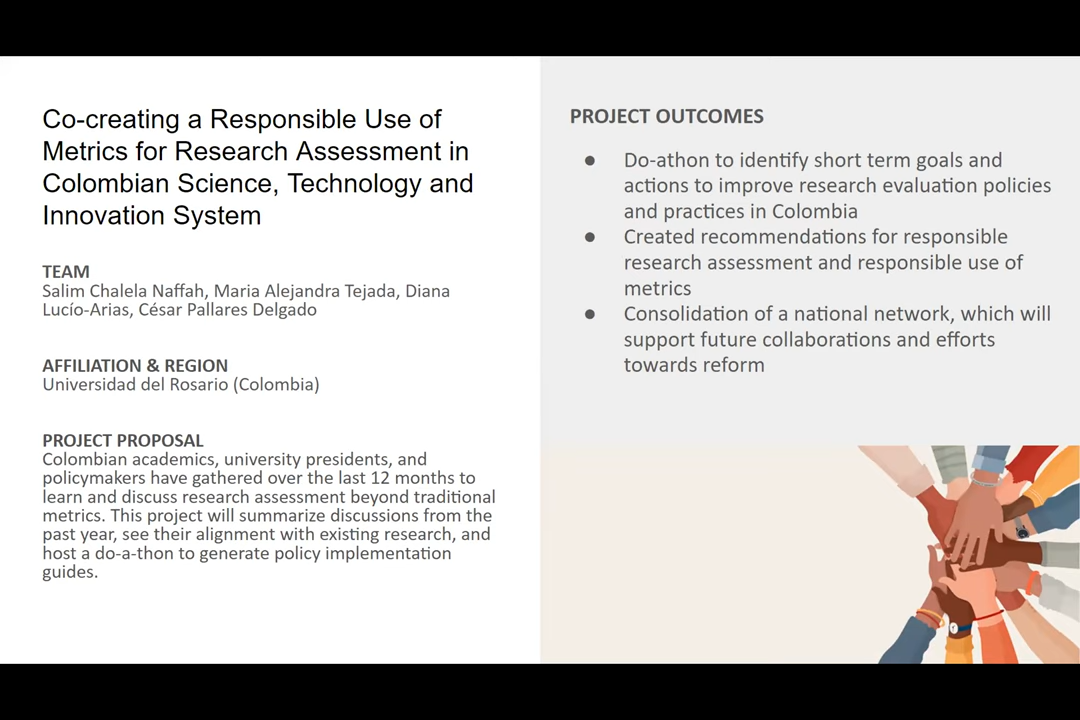 Co-creating a Responsible Use of
Metrics for Research Assessment in
Colombian Science, Technology and
Innovation System
TEAM
Salim Chalela Naffah, Maria Alejandra Tejada, Diana
Lucío-Arias, César Pallares Delgado
AFFILIATION & REGION
Universidad del Rosario (Colombia)
PROJECT PROPOSAL
Colombian academics, university presidents, and
policymakers have gathered over the last 12 months to
learn and discuss research assessment beyond traditional
metrics. This project will summarize discussions from the
past year, see their alignment with existing research, and
host a do-a-thon to generate policy implementation
guides.
PROJECT OUTCOMES
● Do-athon to identify short term goals and
actions to improve research evaluation policies
and practices in Colombia
● Created recommendations for responsible
research assessment and responsible use of
metrics
● Consolidation of a national network, which will
support future collaborations and efforts
towards reform